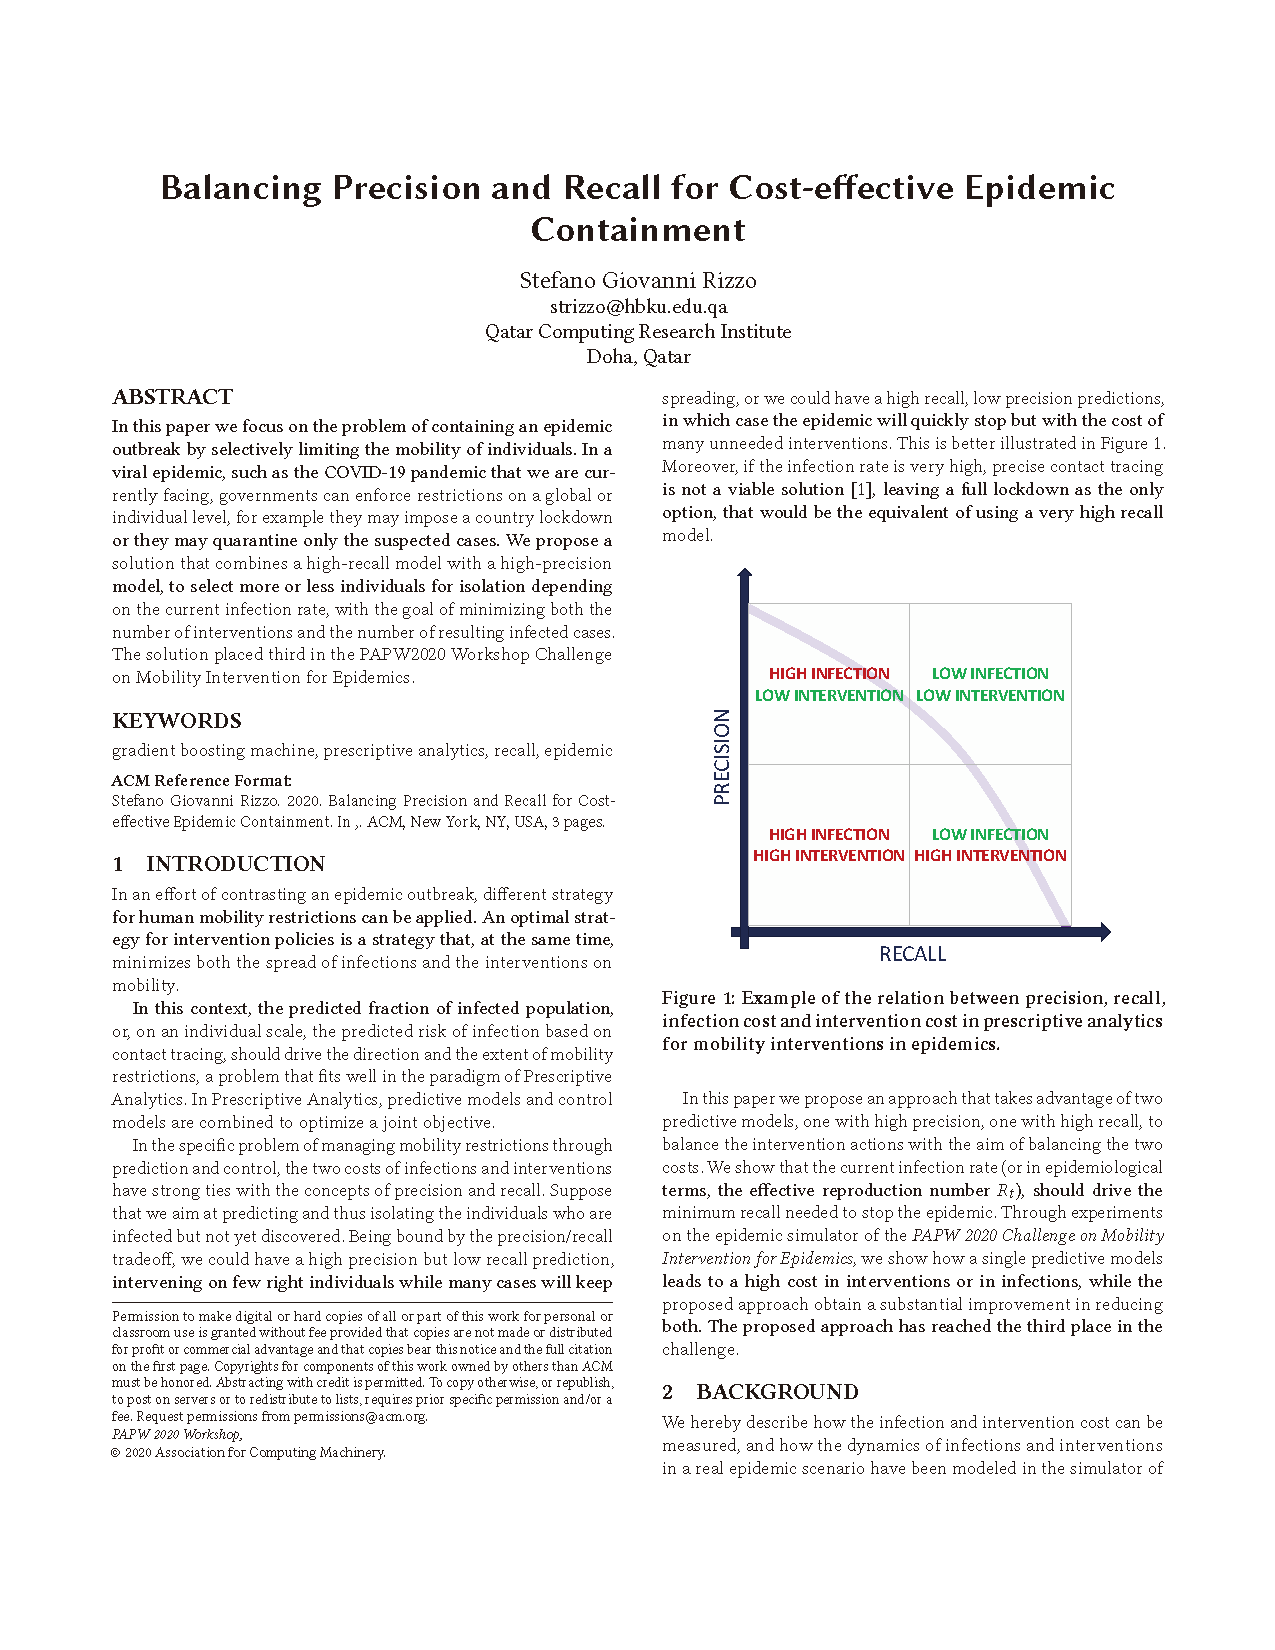 Balancing Precision and Recall for Cost-effective Epidemic
Containment
Stefano Giovanni Rizzo
strizzo@hbku.edu.qa
Qatar Computing Research Institute
Doha, Qatar
ABSTRACT
In this paper we focus on the problem of containing an epidemic
outbreak by selectively limiting the mobility of individuals. In a
viral epidemic, such as the COVID-19 pandemic that we are cur-
rently facing, governments can enforce restrictions on a global or
individual level, for example they may impose a country lockdown
or they may quarantine only the suspected cases. We propose a
solution that combines a high-recall model with a high-precision
model, to select more or less individuals for isolation depending
on the current infection rate, with the goal of minimizing both the
number of interventions and the number of resulting infected cases.
The solution placed third in the PAPW2020 Workshop Challenge
on Mobility Intervention for Epidemics.
KEYWORDS
gradient boosting machine, prescriptive analytics, recall, epidemic
ACM Reference Format:
Stefano Giovanni Rizzo. 2020. Balancing Precision and Recall for Cost-
effective Epidemic Containment. In ,. ACM, New York, NY, USA, 3 pages.
1 INTRODUCTION
In an effort of contrasting an epidemic outbreak, different strategy
for human mobility restrictions can be applied. An optimal strat-
egy for intervention policies is a strategy that, at the same time,
minimizes both the spread of infections and the interventions on
mobility.
In this context, the predicted fraction of infected population,
or, on an individual scale, the predicted risk of infection based on
contact tracing, should drive the direction and the extent of mobility
restrictions, a problem that fits well in the paradigm of Prescriptive
Analytics. In Prescriptive Analytics, predictive models and control
models are combined to optimize a joint objective.
In the specific problem of managing mobility restrictions through
prediction and control, the two costs of infections and interventions
have strong ties with the concepts of precision and recall. Suppose
that we aim at predicting and thus isolating the individuals who are
infected but not yet discovered. Being bound by the precision/recall
tradeoff, we could have a high precision but low recall prediction,
intervening on few right individuals while many cases will keep
Permission to make digital or hard copies of all or part of this work for personal or
classroom use is granted without fee provided that copies are not made or distributed
for profit or commercial advantage and that copies bear this notice and the full citation
on the first page. Copyrights for components of this work owned by others than ACM
must be honored. Abstracting with credit is permitted. To copy otherwise, or republish,
to post on servers or to redistribute to lists, requires prior specific permission and/or a
fee. Request permissions from permissions@acm.org.
PAPW 2020 Workshop,
© 2020 Association for Computing Machinery.
spreading, or we could have a high recall, low precision predictions,
in which case the epidemic will quickly stop but with the cost of
many unneeded interventions. This is better illustrated in Figure 1.
Moreover, if the infection rate is very high, precise contact tracing
is not a viable solution [1], leaving a full lockdown as the only
option, that would be the equivalent of using a very high recall
model.
HIGH INFECTION
LOW INTERVENTION
LOW INFECTION
LOW INTERVENTION
PRECISION
HIGH INFECTION
HIGH INTERVENTION
LOW INFECTION
HIGH INTERVENTION
RECALL
Figure 1: Example of the relation between precision, recall,
infection cost and intervention cost in prescriptive analytics
for mobility interventions in epidemics.
In this paper we propose an approach that takes advantage of two
predictive models, one with high precision, one with high recall, to
balance the intervention actions with the aim of balancing the two
costs. We show that the current infection rate (or in epidemiological
terms, the effective reproduction number Rt), should drive the
minimum recall needed to stop the epidemic. Through experiments
on the epidemic simulator of the PAPW 2020 Challenge on Mobility
Intervention for Epidemics, we show how a single predictive models
leads to a high cost in interventions or in infections, while the
proposed approach obtain a substantial improvement in reducing
both. The proposed approach has reached the third place in the
challenge.
2 BACKGROUND
We hereby describe how the infection and intervention cost can be
measured, and how the dynamics of infections and interventions
in a real epidemic scenario have been modeled in the simulator of